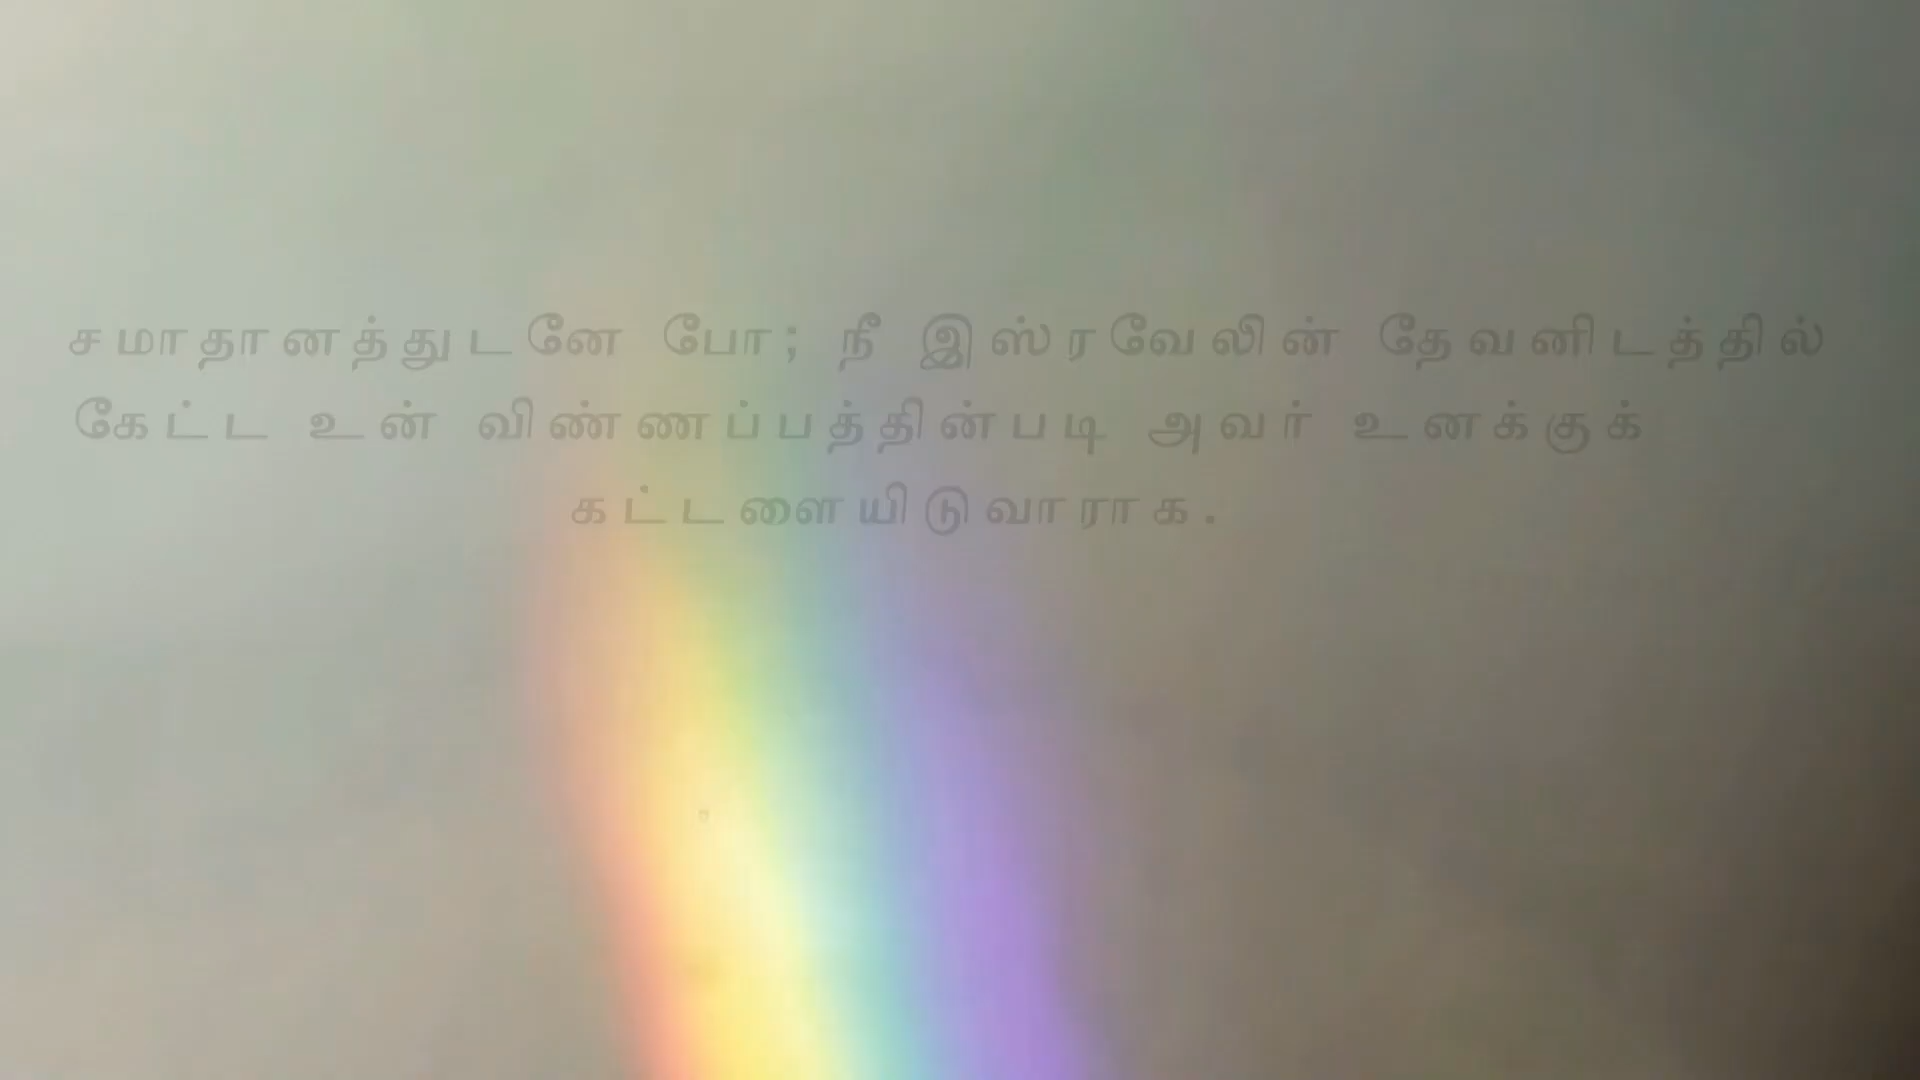 சமாதானத்துடனே போ; நீ இஸ்ரவேலின் தேவனிடத்தில்
கேட்ட உன் விண்ணப்பத்தின்படி அவர் உனக்குக்
கட்டளையிடுவாராக.